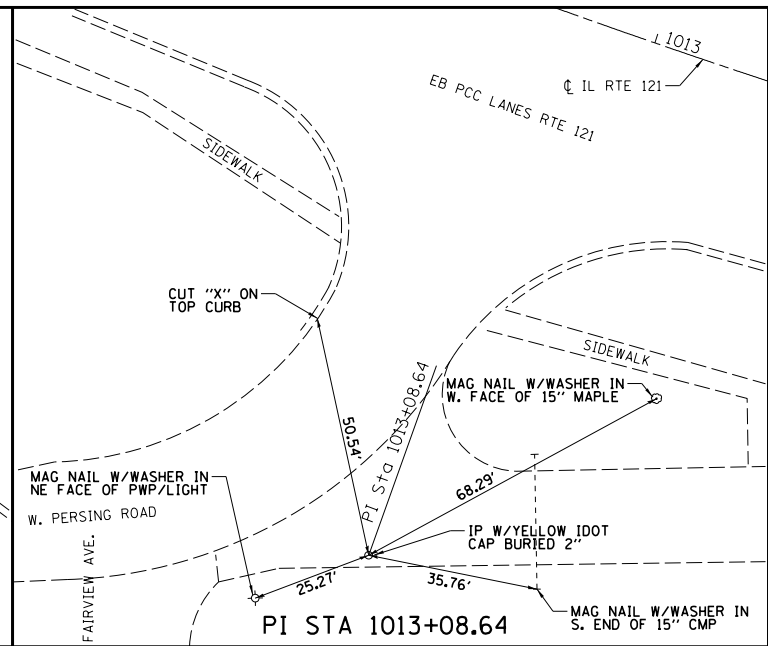 ⊥ 1013
℄ IL RTE 121
EB PCC LANES RTE 121
SIDEWALK
CUT "X" ON
TOP CURB
SIDEWALK
MAG NAIL W/WASHER IN
W. FACE OF 15" MAPLE
50.54'
PI Sta 1013+08.64
68.29'
MAG NAIL W/WASHER IN
NE FACE OF PWP/LIGHT
W. PERSING ROAD
FAIRVIEW AVE.
IP W/YELLOW IDOT
CAP BURIED 2"
25.27'
35.76'
MAG NAIL W/WASHER IN
S. END OF 15" CMP
PI STA 1013+08.64